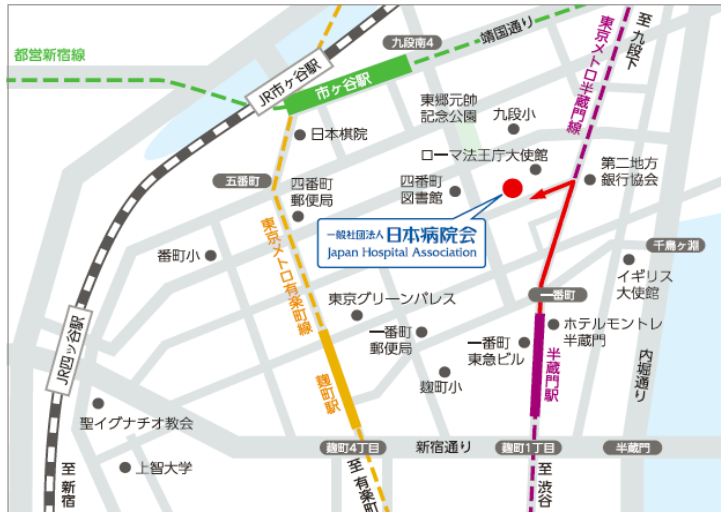 都営新宿線
JR市ケ谷駅
市ケ谷駅
九段南4
靖国通り
至 九段下
東京メトロ半蔵門線
日本棋院
東郷元帥
記念公園
九段小
ローマ法王庁大使館
第二地方
銀行協会
五番町
四番町
郵便局
四番町
図書館
一般社団法人 日本病院会
Japan Hospital Association
番町小
東京メトロ有楽町線
千鳥ヶ淵
イギリス
大使館
東京グリーンパレス
一番町
一番町
郵便局
一番町
東急ビル
ホテルモントレ
半蔵門
JR四ッ谷駅
麹町駅
麹町小
半蔵門駅
内堀通り
聖イグナチオ教会
上智大学
麹町4丁目
新宿通り
麹町1丁目
半蔵門
至 新宿
至 有楽町
至 渋谷